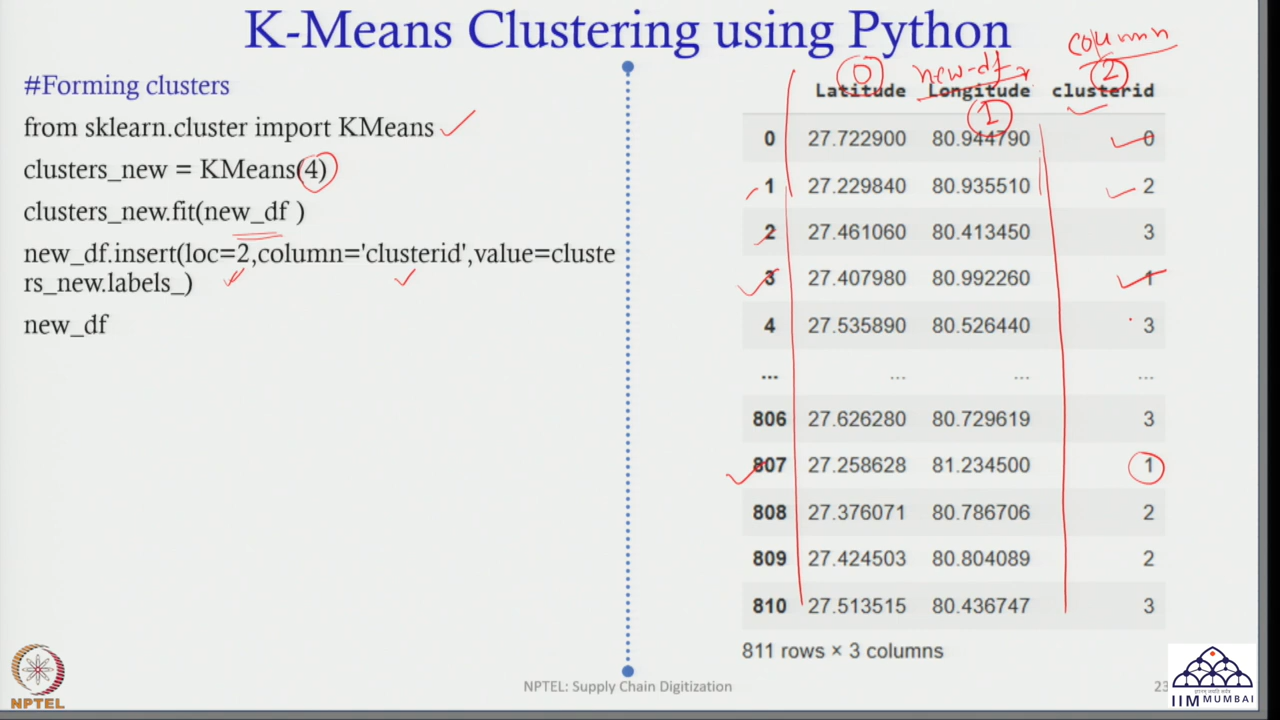 K-Means Clustering using Python
#Forming clusters
from sklearn.cluster import KMeans
clusters_new = KMeans(4)
clusters_new.fit(new_df )
new_df.insert(loc=2,column='clusterid',value=cluste
rs_new.labels_)
new_df
column
0 new-df 2
Latitude Longitude clusterid
1
0 27.722900 80.944790 0
1 27.229840 80.935510 2
2 27.461060 80.413450 3
3 27.407980 80.992260 1
4 27.535890 80.526440 3
... ... ... ...
806 27.626280 80.729619 3
807 27.258628 81.234500 1
808 27.376071 80.786706 2
809 27.424503 80.804089 2
810 27.513515 80.436747 3
811 rows × 3 columns
NPTEL
NPTEL: Supply Chain Digitization
23
IIM MUMBAI